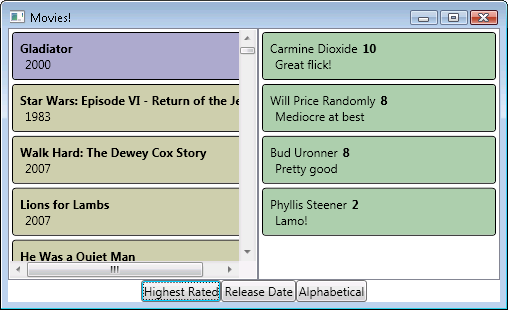 Movies!
Gladiator
2000
Star Wars: Episode VI - Return of the Je
1983
Walk Hard: The Dewey Cox Story
2007
Lions for Lambs
2007
He Was a Quiet Man
Carmine Dioxide 10
Great flick!
Will Price Randomly 8
Mediocre at best
Bud Uronner 8
Pretty good
Phyllis Steener 2
Lamo!
Highest Rated Release Date Alphabetical